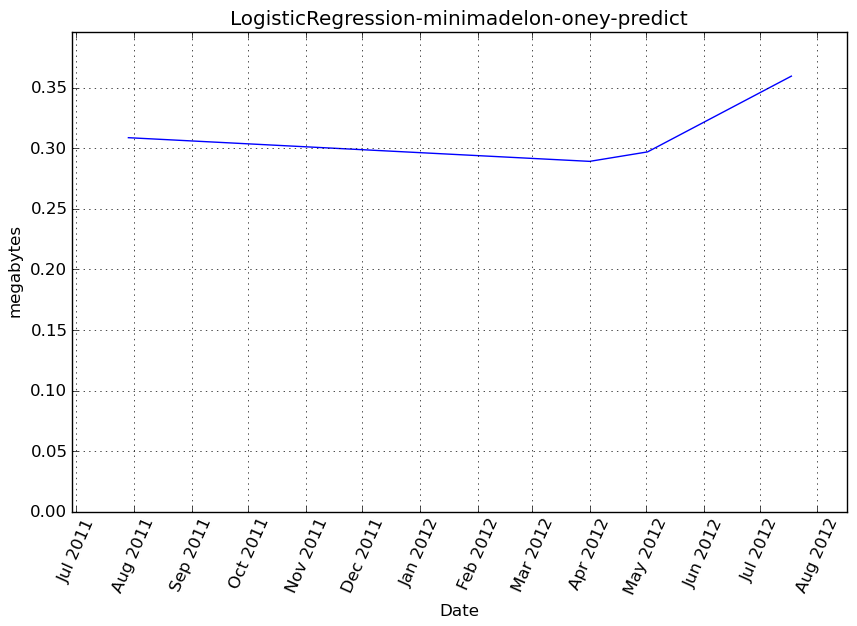 LogisticRegression-minimadelon-oney-predict
megabytes
0.35
0.30
0.25
0.20
0.15
0.10
0.05
0.00
Jul 2011
Aug 2011
Sep 2011
Oct 2011
Nov 2011
Dec 2011
Jan 2012
Feb 2012
Mar 2012
Apr 2012
May 2012
Jun 2012
Jul 2012
Aug 2012
Date